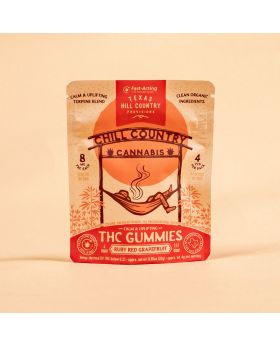 Fast-Acting
CALM & UPLIFTING
TERPENE BLEND
TEXAS
HILL COUNTRY
PROVISIONS
CLEAN ORGANIC
INGREDIENTS
CHILL COUNTRY
CANNABIS
8
4
CALM & UPLIFTING
THC GUMMIES
RUBY RED GRAPEFRUIT